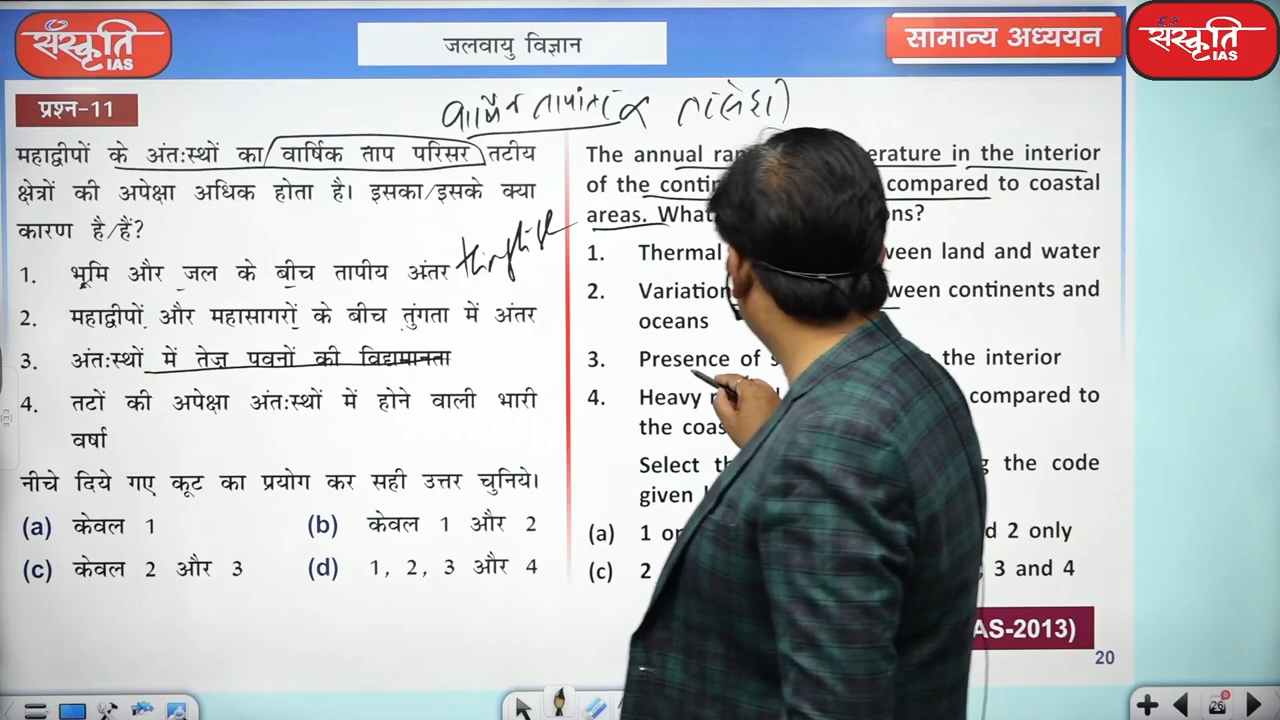 संस्कृति
IAS
जलवायु विज्ञान
सामान्य अध्ययन
संस्कृति
IAS
प्रश्न-11
वार्षिक तापांतर
महाद्वीपों के अंतःस्थों का वार्षिक ताप परिसर तटीय
क्षेत्रों की अपेक्षा अधिक होता है। इसका/इसके क्या
कारण है/हैं?
1. भूमि और जल के बीच तापीय अंतर
2. महाद्वीपों और महासागरों के बीच तुंगता में अंतर
3. अंतःस्थों में तेज पवनों की विद्यमानता
4. तटों की अपेक्षा अंतःस्थों में होने वाली भारी
वर्षा
नीचे दिये गए कूट का प्रयोग कर सही उत्तर चुनिये।
(a) केवल 1 (b) केवल 1 और 2
(c) केवल 2 और 3 (d) 1, 2, 3 और 4
The annual erature in the interior
of the compared to coastal
areas. What ons?
1. Thermal ween land and water
2. Variation ween continents and
oceans
3. Presence of the interior
4. Heavy compared to
the coas
Select the code
given
(a) 1 d 2 only
(c) 2 3 and 4
AS-2013)
20
26